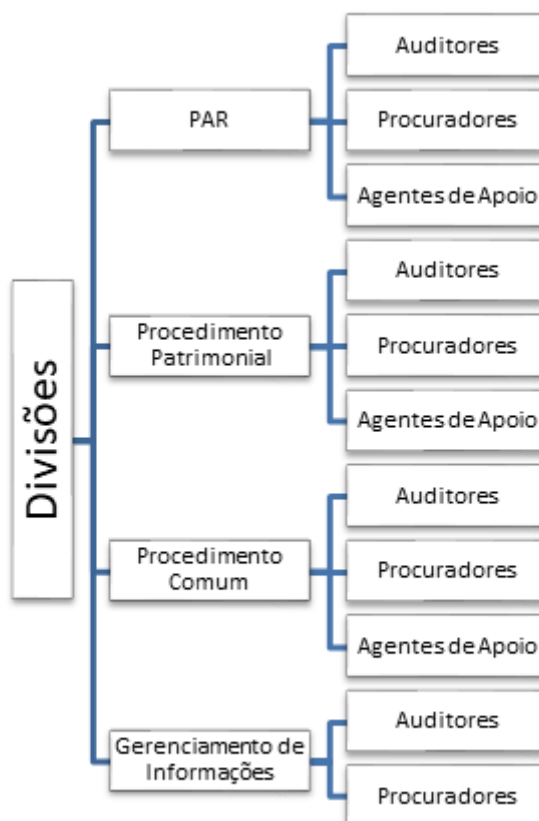 Divisões
PAR
Auditores
Procuradores
Agentes de Apoio
Procedimento
Patrimonial
Auditores
Procuradores
Agentes de Apoio
Procedimento
Comum
Auditores
Procuradores
Agentes de Apoio
Gerenciamento de
Informações
Auditores
Procuradores